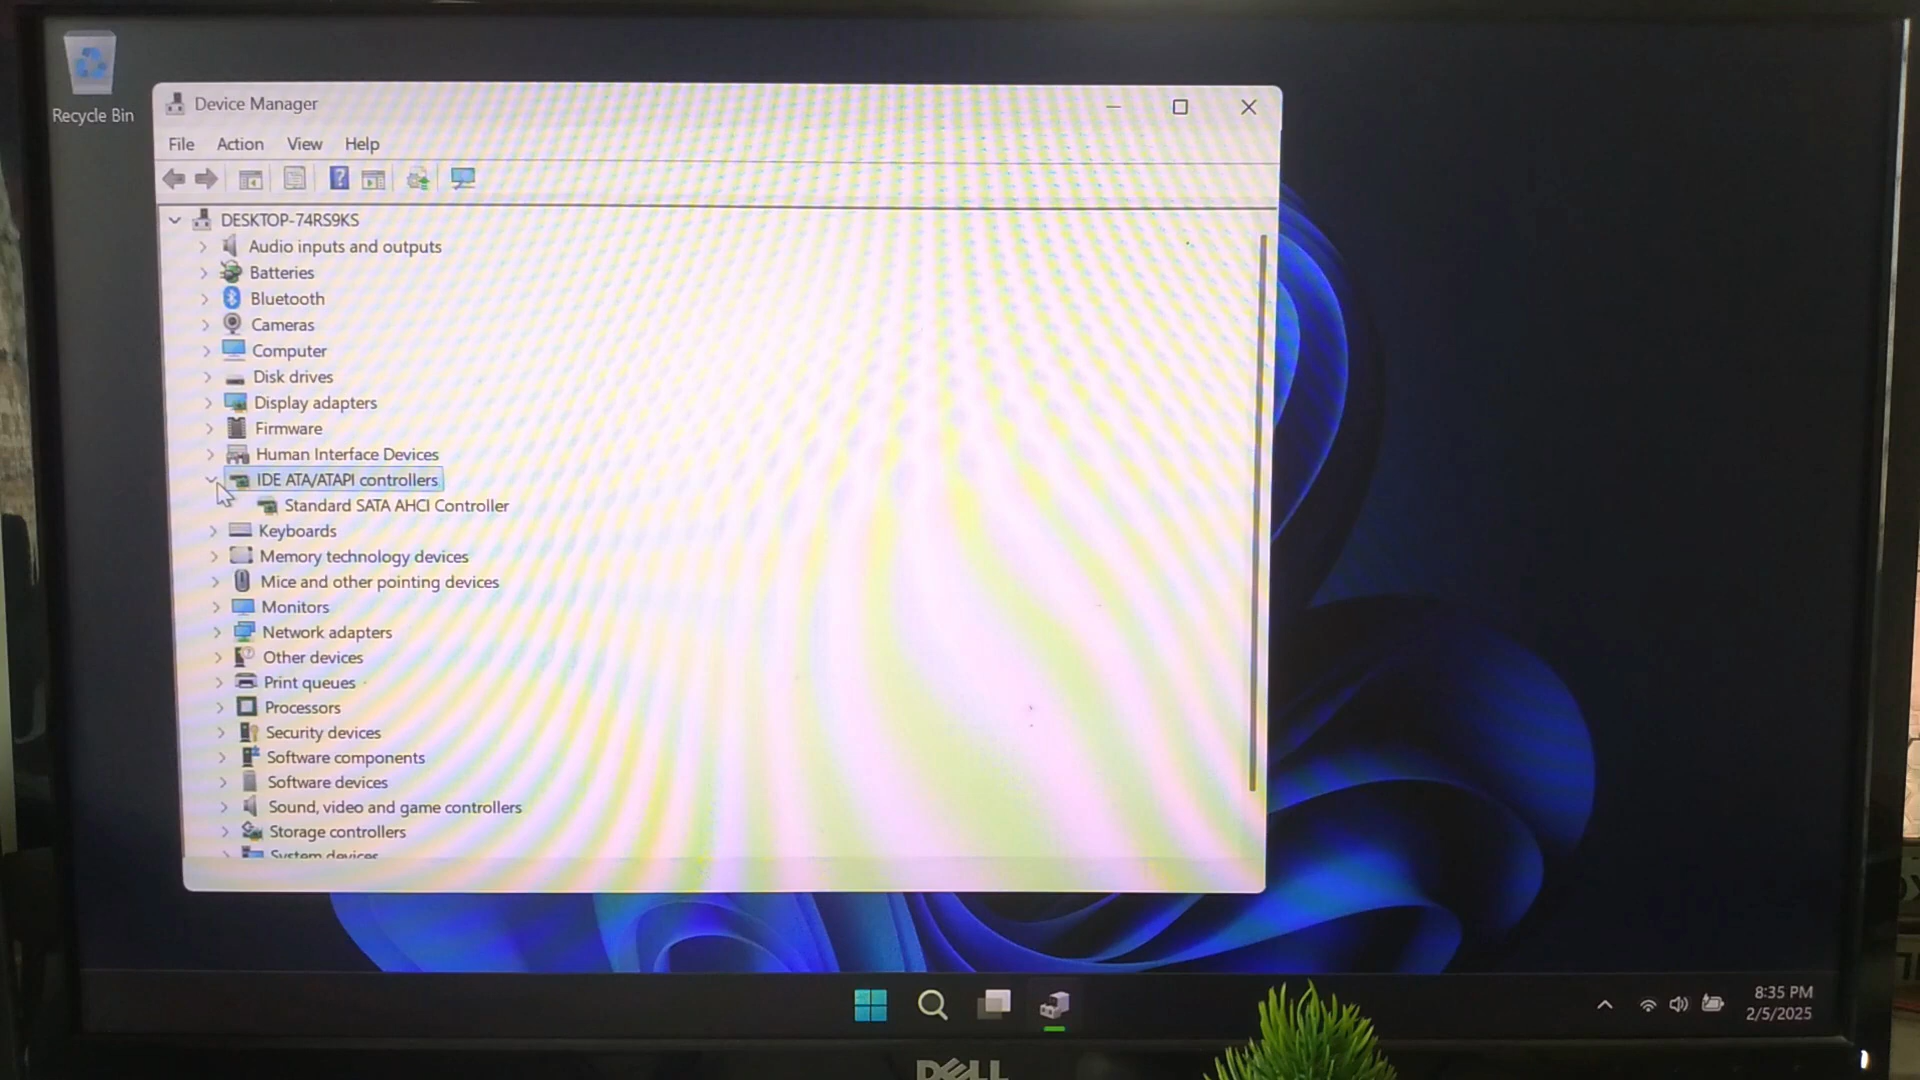 Recycle Bin
Device Manager
File Action View Help
DESKTOP-74RS9KS
Audio inputs and outputs
Batteries
Bluetooth
Cameras
Computer
Disk drives
Display adapters
Firmware
Human Interface Devices
IDE ATA/ATAPI controllers
Standard SATA AHCI Controller
Keyboards
Memory technology devices
Mice and other pointing devices
Monitors
Network adapters
Other devices
Print queues
Processors
Security devices
Software components
Software devices
Sound, video and game controllers
Storage controllers
System devices
8:35 PM
2/5/2025
DELL